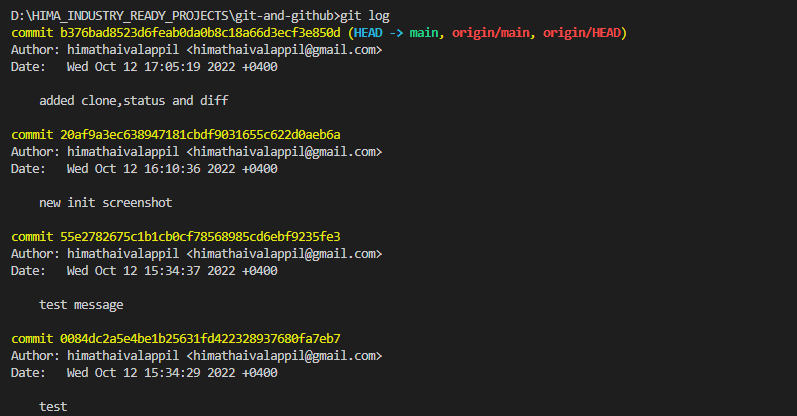 D:\HIMA_INDUSTRY_READY_PROJECTS\git-and-github>git log
commit b376bad8523d6feab0da0b8c18a66d3ecf3e850d (HEAD -> main, origin/main, origin/HEAD)
Author: himathaivalappil <himathaivalappil@gmail.com>
Date:   Wed Oct 12 17:05:19 2022 +0400
    added clone,status and diff
commit 20af9a3ec638947181cbdf9031655c622d0aeb6a
Author: himathaivalappil <himathaivalappil@gmail.com>
Date:   Wed Oct 12 16:10:36 2022 +0400
    new init screenshot
commit 55e2782675c1b1cb0cf78568985cd6ebf9235fe3
Author: himathaivalappil <himathaivalappil@gmail.com>
Date:   Wed Oct 12 15:34:37 2022 +0400
    test message
commit 0084dc2a5e4be1b25631fd422328937680fa7eb7
Author: himathaivalappil <himathaivalappil@gmail.com>
Date:   Wed Oct 12 15:34:29 2022 +0400
    test